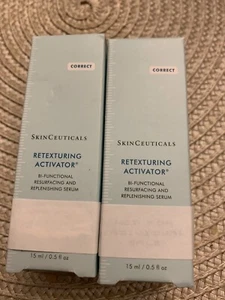 CORRECT
SKINCEUTICALS
RETEXTURING
ACTIVATOR®
BI-FUNCTIONAL
RESURFACING AND
REPLENISHING SERUM
15 ml / 0.5 fl oz
CORRECT
SKINCEUTICALS
RETEXTURING
ACTIVATOR®
BI-FUNCTIONAL
RESURFACING AND
REPLENISHING SERUM
15 ml / 0.5 fl oz